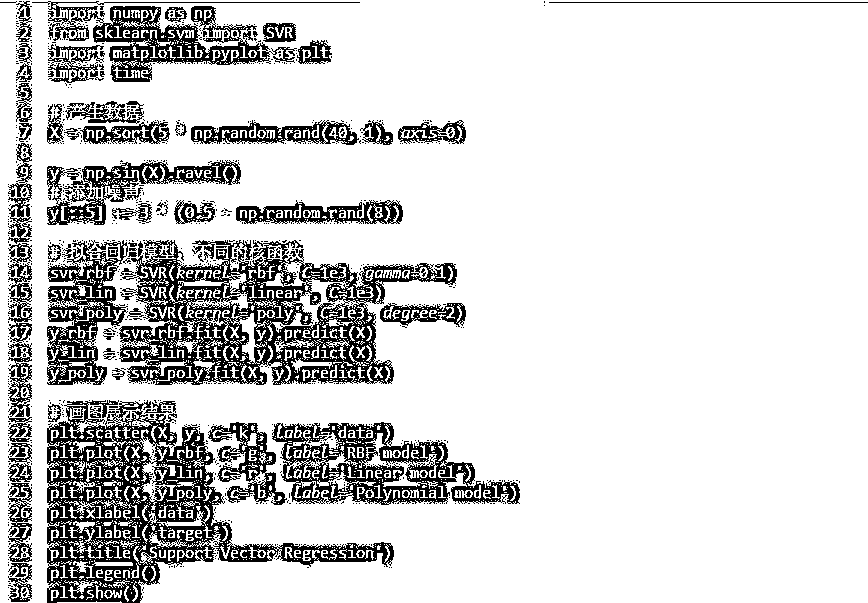 1 import numpy as np
2 from sklearn.svm import SVR
3 import matplotlib.pyplot as plt
4 import time
5
6 # 产生数据
7 X = np.sort(5 * np.random.rand(40, 1), axis=0)
8
9 y = np.sin(X).ravel()
10 # 添加噪声
11 y[::5] += 3 * (0.5 - np.random.rand(8))
12
13 # 拟合回归模型，不同的核函数
14 svr_rbf = SVR(kernel='rbf', C=1e3, gamma=0.1)
15 svr_lin = SVR(kernel='linear', C=1e3)
16 svr_poly = SVR(kernel='poly', C=1e3, degree=2)
17 y_rbf = svr_rbf.fit(X, y).predict(X)
18 y_lin = svr_lin.fit(X, y).predict(X)
19 y_poly = svr_poly.fit(X, y).predict(X)
20
21 # 画图展示结果
22 plt.scatter(X, y, c='k', label='data')
23 plt.plot(X, y_rbf, c='g', label='RBF model')
24 plt.plot(X, y_lin, c='r', label='linear model')
25 plt.plot(X, y_poly, c='b', label='Polynomial model')
26 plt.xlabel('data')
27 plt.ylabel('target')
28 plt.title('Support Vector Regression')
29 plt.legend()
30 plt.show()